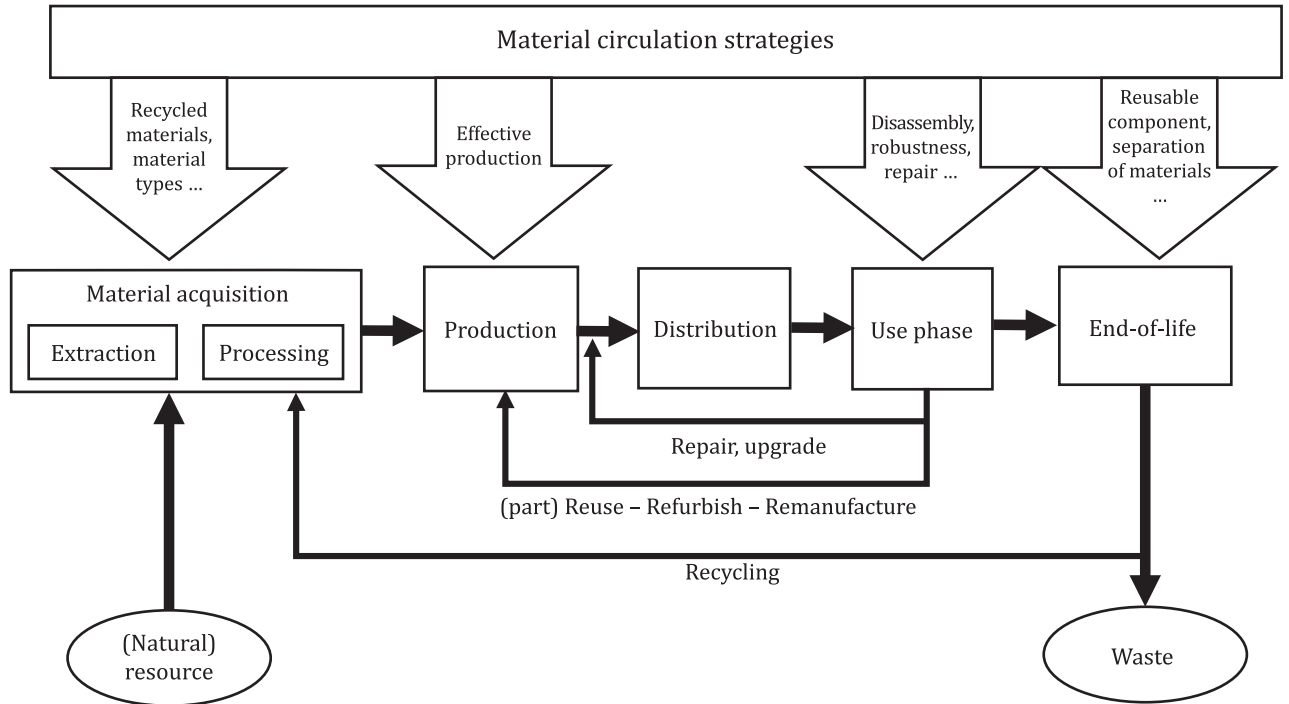 Material circulation strategies
Recycled
materials,
material
types ...
Effective
production
Disassembly,
robustness,
repair ...
Reusable
component,
separation
of materials
...
Material acquisition
Extraction
Processing
Production
Distribution
Use phase
End-of-life
Repair, upgrade
(part) Reuse – Refurbish – Remanufacture
Recycling
(Natural)
resource
Waste